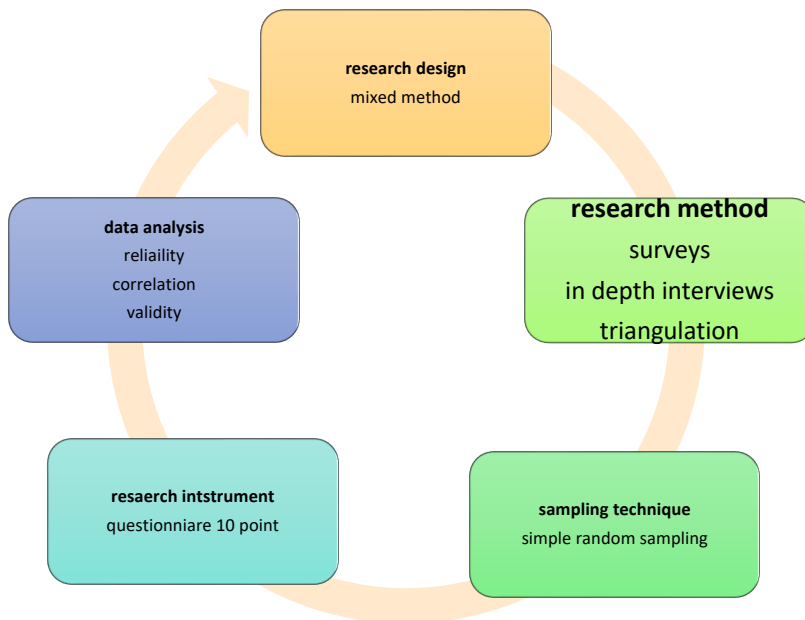 research design
mixed method
research method
surveys
in depth interviews
triangulation
sampling technique
simple random sampling
resaerch intstrument
questionniare 10 point
data analysis
reliaility
correlation
validity